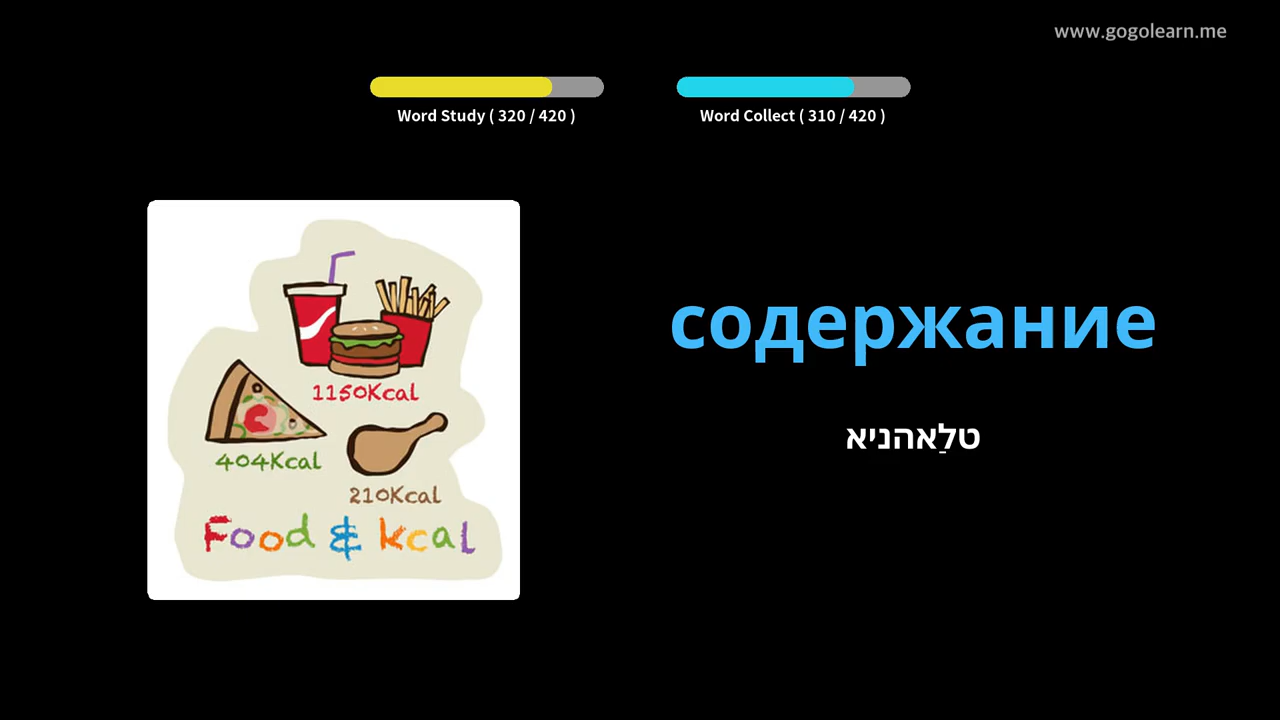 www.gogolearn.me
Word Study ( 320 / 420 )
Word Collect ( 310 / 420 )
1150Kcal
404Kcal
210Kcal
Food & kcal
содержание
טלַאהניא